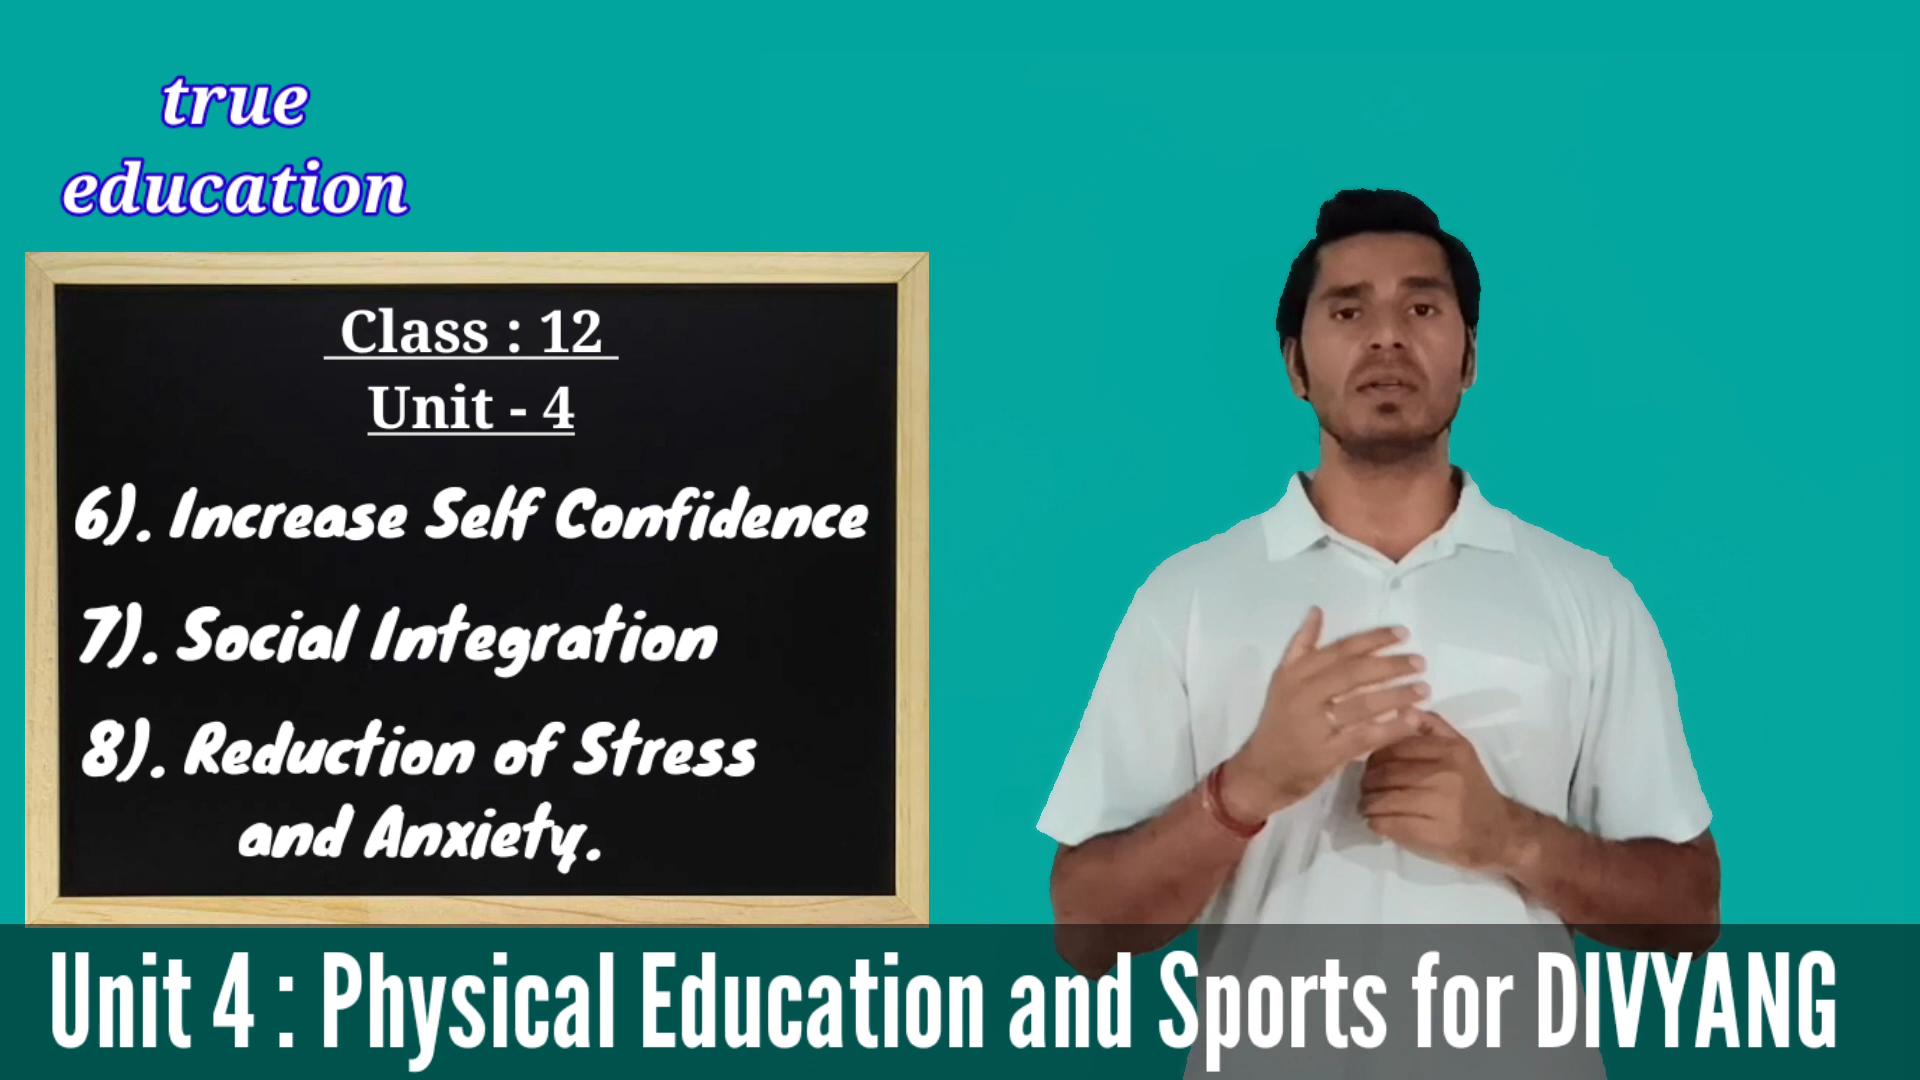 true
education
Class : 12
Unit - 4
6). Increase Self Confidence
7). Social Integration
8). Reduction of Stress
and Anxiety.
Unit 4 : Physical Education and Sports for DIVYANG